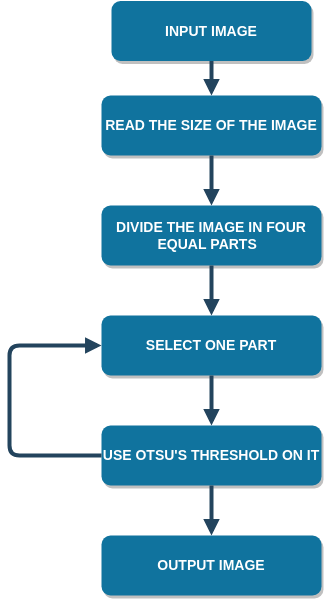 INPUT IMAGE
READ THE SIZE OF THE IMAGE
DIVIDE THE IMAGE IN FOUR
EQUAL PARTS
SELECT ONE PART
USE OTSU'S THRESHOLD ON IT
OUTPUT IMAGE